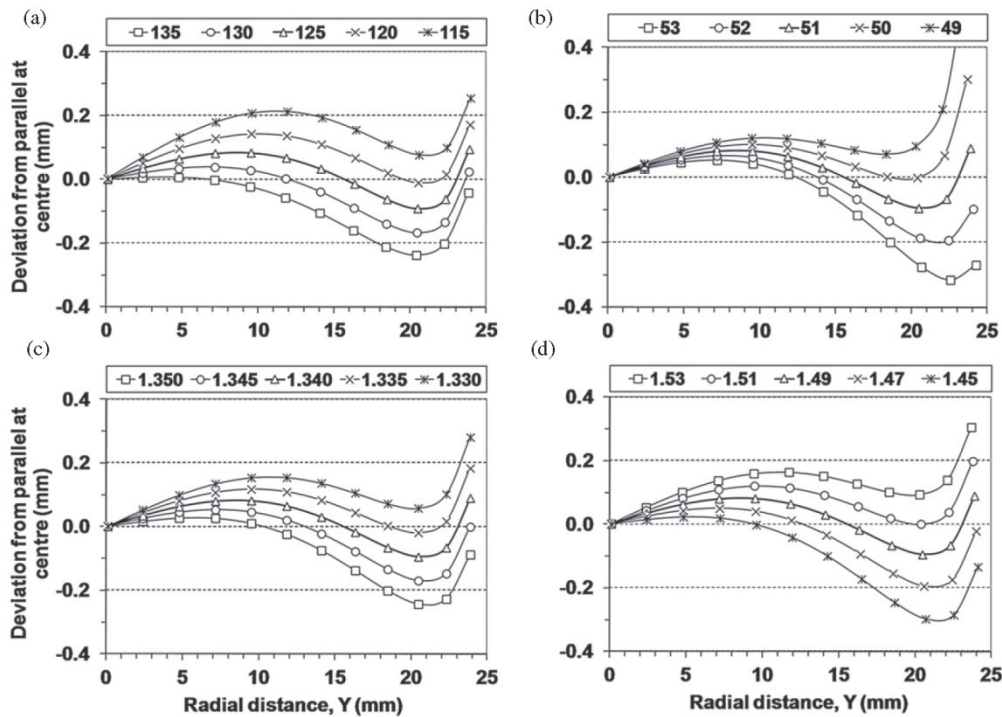 (a)
135 130 125 120 115
0.4
0.2
0.0
-0.2
-0.4
0 5 10 15 20 25
Deviation from parallel at
centre (mm)
(b)
53 52 51 50 49
0.4
0.2
0.0
-0.2
-0.4
0 5 10 15 20 25
(c)
1.350 1.345 1.340 1.335 1.330
0.4
0.2
0.0
-0.2
-0.4
0 5 10 15 20 25
Deviation from parallel at
centre (mm)
Radial distance, Y (mm)
(d)
1.53 1.51 1.49 1.47 1.45
0.4
0.2
0.0
-0.2
-0.4
0 5 10 15 20 25
Radial distance, Y (mm)